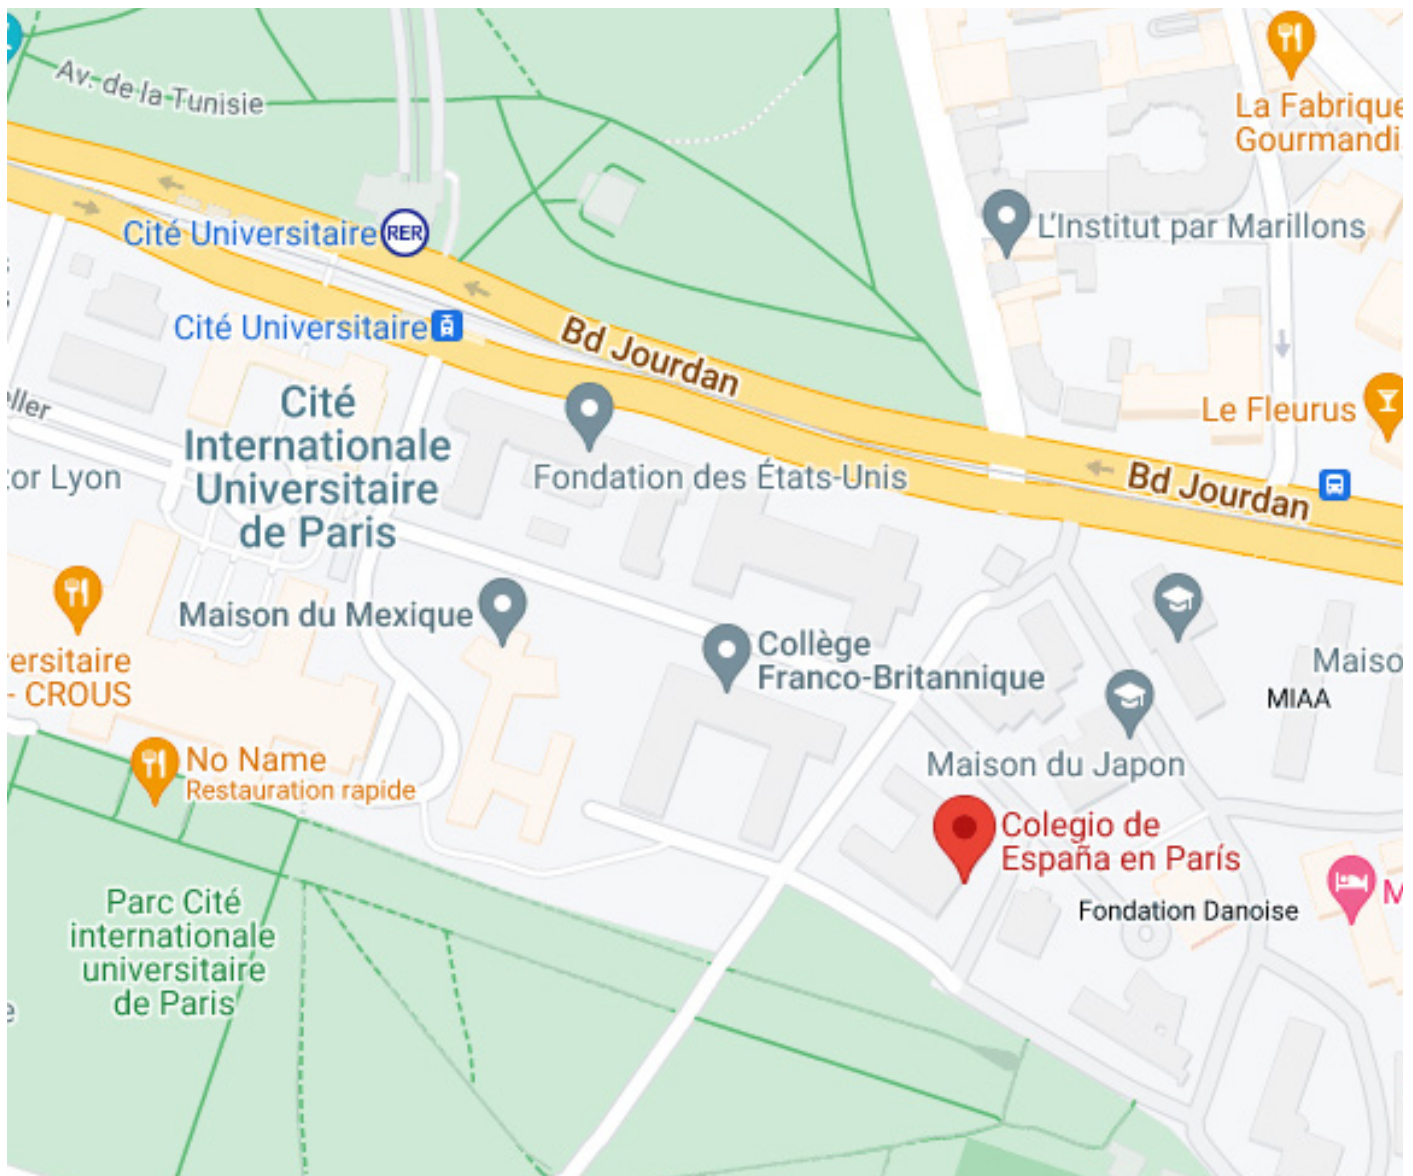 Av. de la Tunisie
La Fabrique
Gourmandi
L'Institut par Marillons
Cité Universitaire RER
Cité Universitaire
Bd Jourdan
Le Fleurus
Cité
Internationale
Universitaire
de Paris
eller
or Lyon
Fondation des États-Unis
Bd Jourdan
Maison du Mexique
Collège
Franco-Britannique
ersitaire
- CROUS
Maiso
MIAA
No Name
Restauration rapide
Maison du Japon
Colegio de
España en París
M
Fondation Danoise
Parc Cité
internationale
universitaire
de Paris